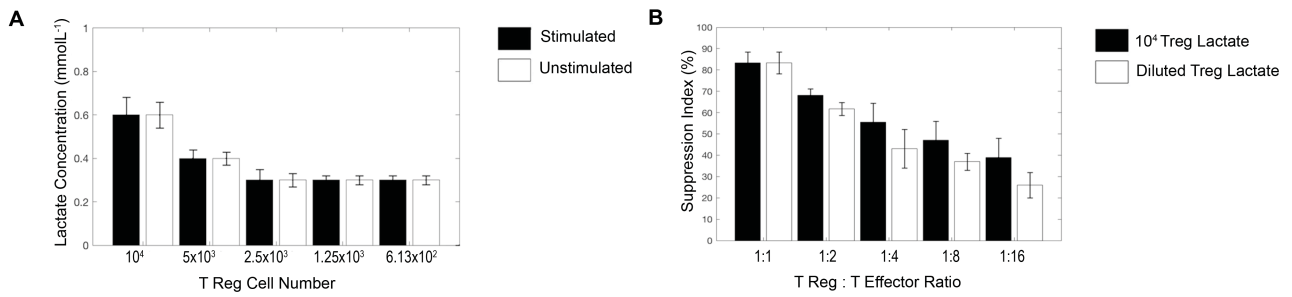 A
Lactate Concentration (mmolL⁻¹)
1
0.8
0.6
0.4
0.2
0
10⁴ 5x10³ 2.5x10³ 1.25x10³ 6.13x10²
T Reg Cell Number
Stimulated
Unstimulated
B
Suppression Index (%)
100
90
80
70
60
50
40
30
20
10
0
1:1 1:2 1:4 1:8 1:16
T Reg : T Effector Ratio
10⁴ Treg Lactate
Diluted Treg Lactate